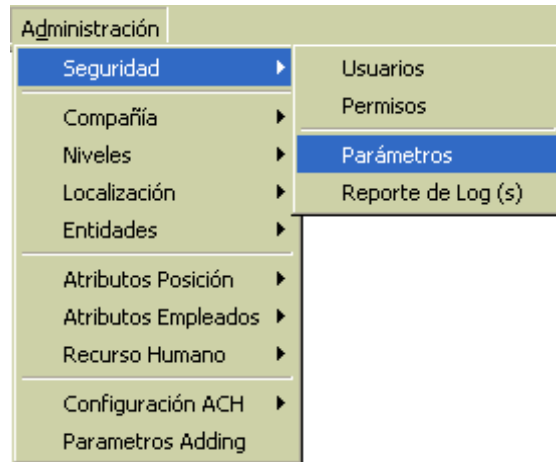 Administración
Seguridad
Compañía
Niveles
Localización
Entidades
Atributos Posición
Atributos Empleados
Recurso Humano
Configuración ACH
Parametros Adding
Usuarios
Permisos
Parámetros
Reporte de Log (s)